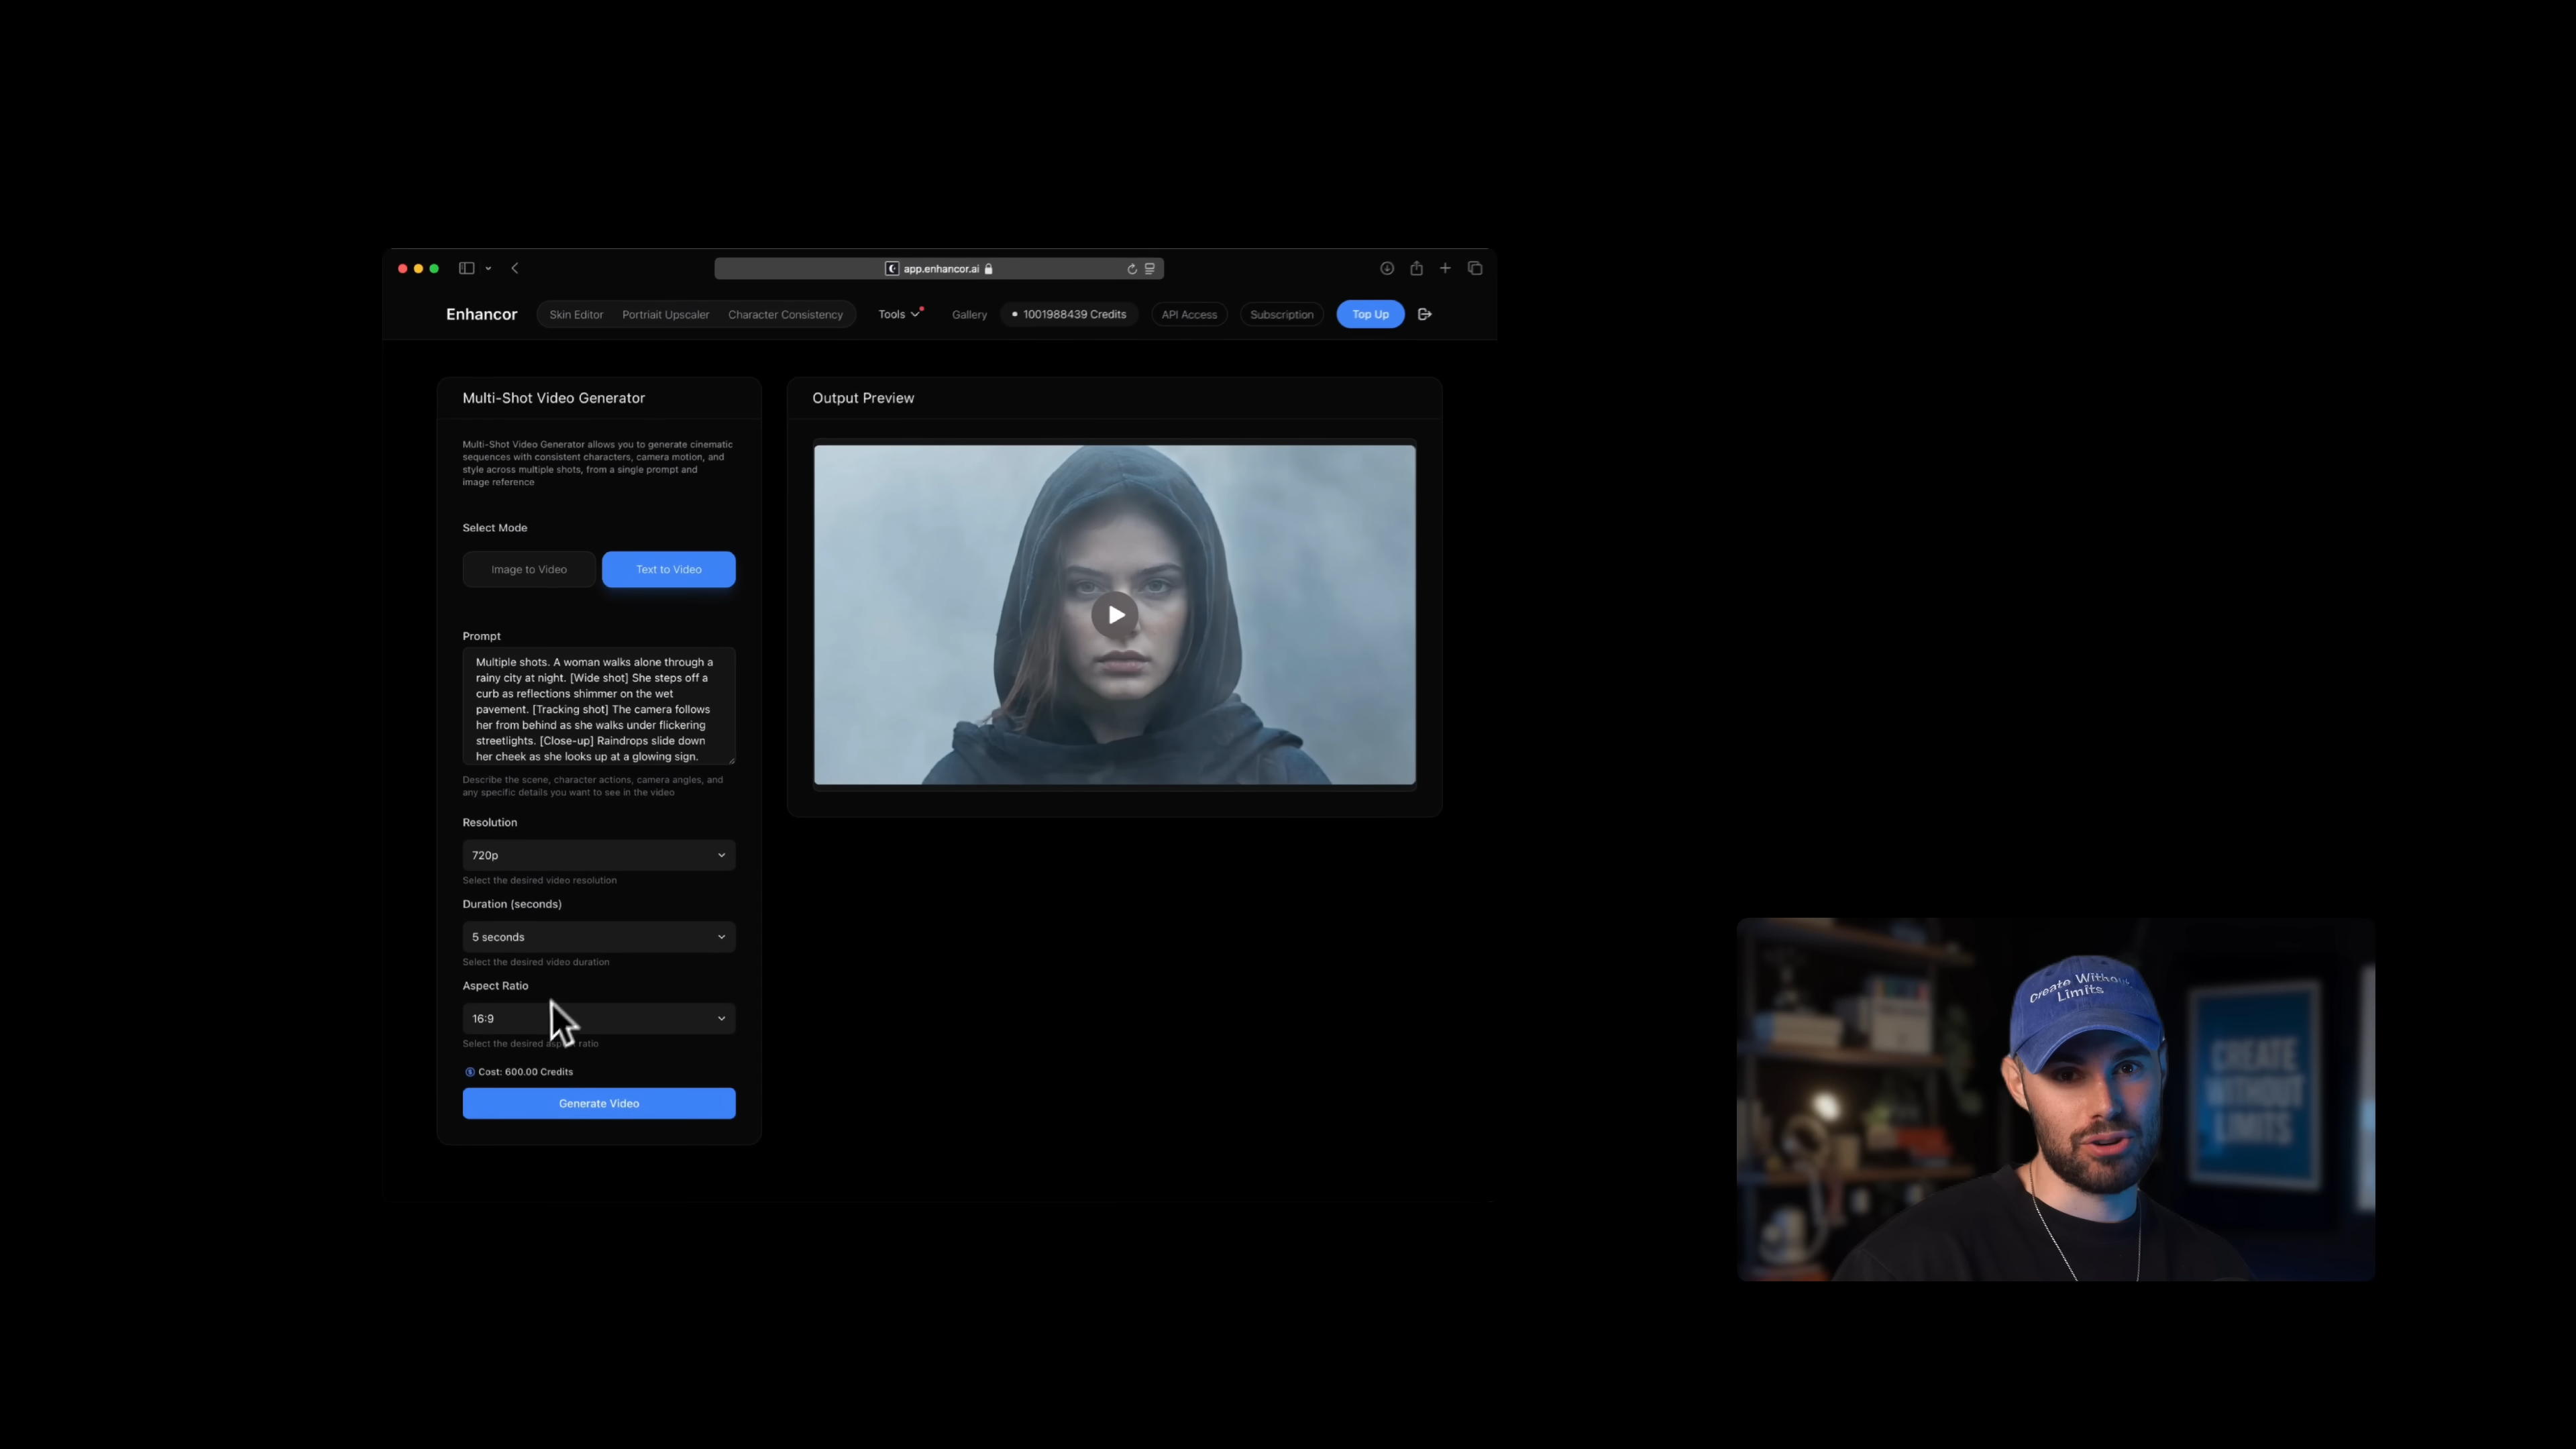 app.enhancor.ai
Enhancor
Skin Editor
Portriait Upscaler
Character Consistency
Tools
Gallery
1001988439 Credits
API Access
Subscription
Top Up
Multi-Shot Video Generator
Multi-Shot Video Generator allows you to generate cinematic
sequences with consistent characters, camera motion, and
style across multiple shots, from a single prompt and
image reference
Select Mode
Image to Video
Text to Video
Prompt
Multiple shots. A woman walks alone through a
rainy city at night. [Wide shot] She steps off a
curb as reflections shimmer on the wet
pavement. [Tracking shot] The camera follows
her from behind as she walks under flickering
streetlights. [Close-up] Raindrops slide down
her cheek as she looks up at a glowing sign.
Describe the scene, character actions, camera angles, and
any specific details you want to see in the video
Resolution
720p
Select the desired video resolution
Duration (seconds)
5 seconds
Select the desired video duration
Aspect Ratio
16:9
Select the desired aspect ratio
Cost: 600.00 Credits
Generate Video
Output Preview
Create Without
Limits
CREATE
WITHOUT
LIMITS